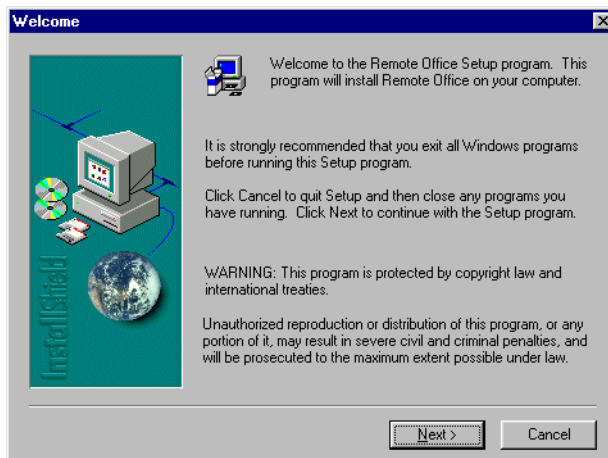 Welcome
Welcome to the Remote Office Setup program. This
program will install Remote Office on your computer.
It is strongly recommended that you exit all Windows programs
before running this Setup program.
Click Cancel to quit Setup and then close any programs you
have running. Click Next to continue with the Setup program.
WARNING: This program is protected by copyright law and
international treaties.
Unauthorized reproduction or distribution of this program, or any
portion of it, may result in severe civil and criminal penalties, and
will be prosecuted to the maximum extent possible under law.
InstallShield
Next >
Cancel